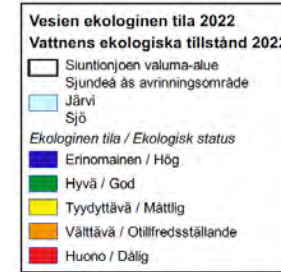 Vesien ekologinen tila 2022
Vattnens ekologiska tillstånd 2022
Siuntionjoen valuma-alue
Sjundeå ås avrinningsområde
Järvi
Sjö
Ekologinen tila / Ekologisk status
Erinomainen / Hög
Hyvä / God
Tyydyttävä / Måttlig
Välttävä / Otillfredsställande
Huono / Dålig